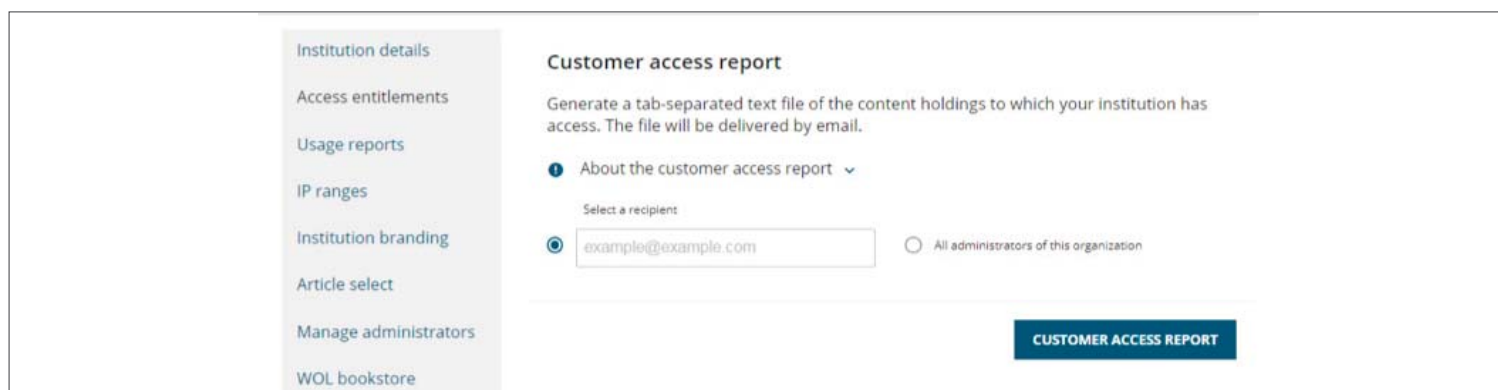 Institution details
Access entitlements
Usage reports
IP ranges
Institution branding
Article select
Manage administrators
WOL bookstore
Customer access report
Generate a tab-separated text file of the content holdings to which your institution has
access. The file will be delivered by email.
About the customer access report
Select a recipient
example@example.com
All administrators of this organization
CUSTOMER ACCESS REPORT